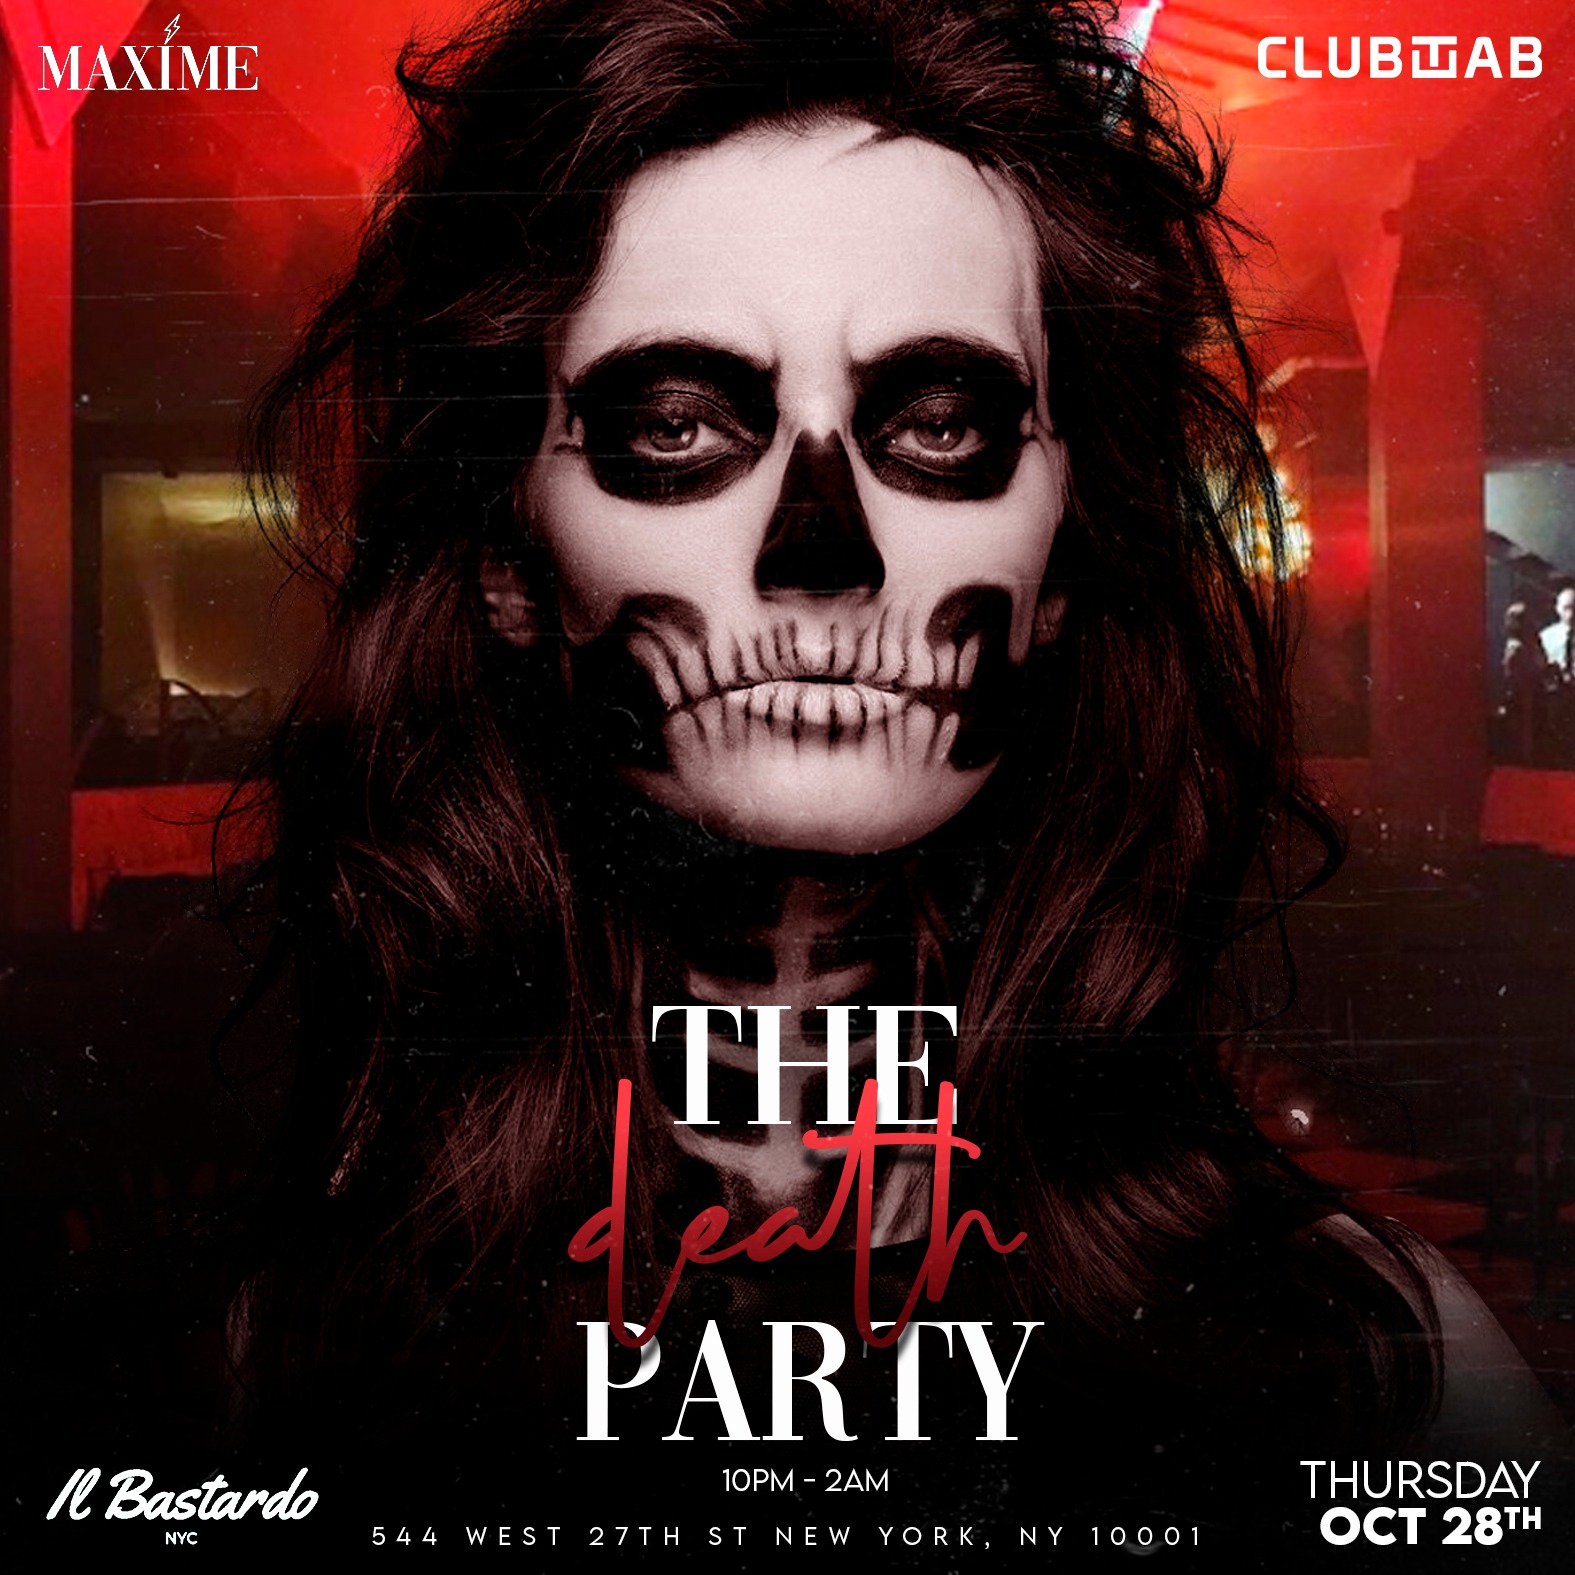 MAXIME
CLUBTAB
THE
death
PARTY
10PM - 2AM
Il Bastardo
NYC
544 WEST 27TH ST NEW YORK, NY 10001
THURSDAY
OCT 28TH